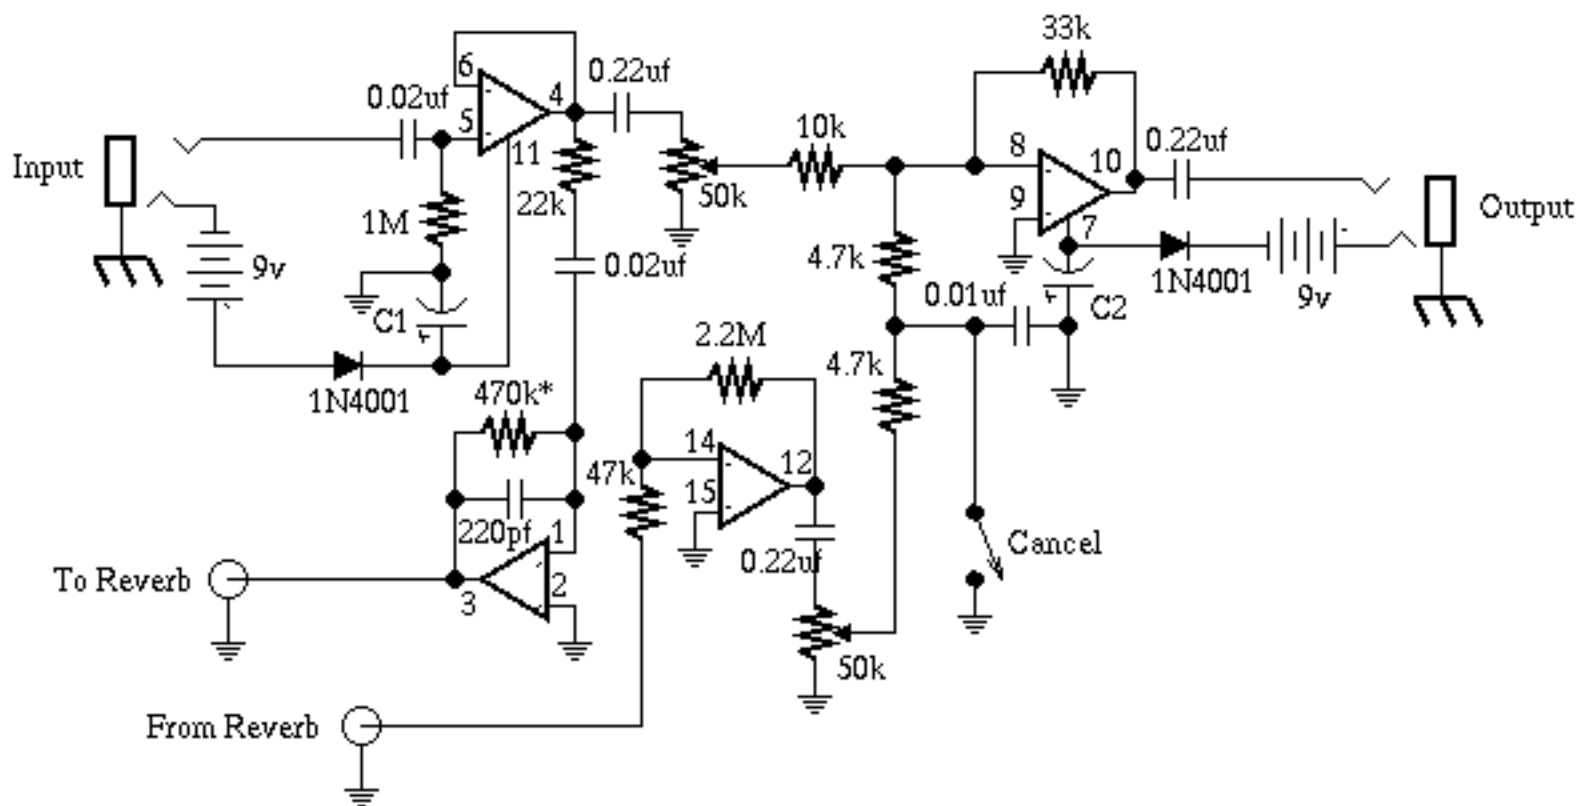 33k
6
0.22uf
4
0.02uf
5
10k
8
10
0.22uf
Input
11
50k
9
Output
22k
7
1M
4.7k
9v
0.02uf
1N4001
0.01uf
9v
C1
C2
2.2M
4.7k
470k*
1N4001
14
12
47k
15
220pf
1
Cancel
0.22uf
To Reverb
2
3
50k
From Reverb